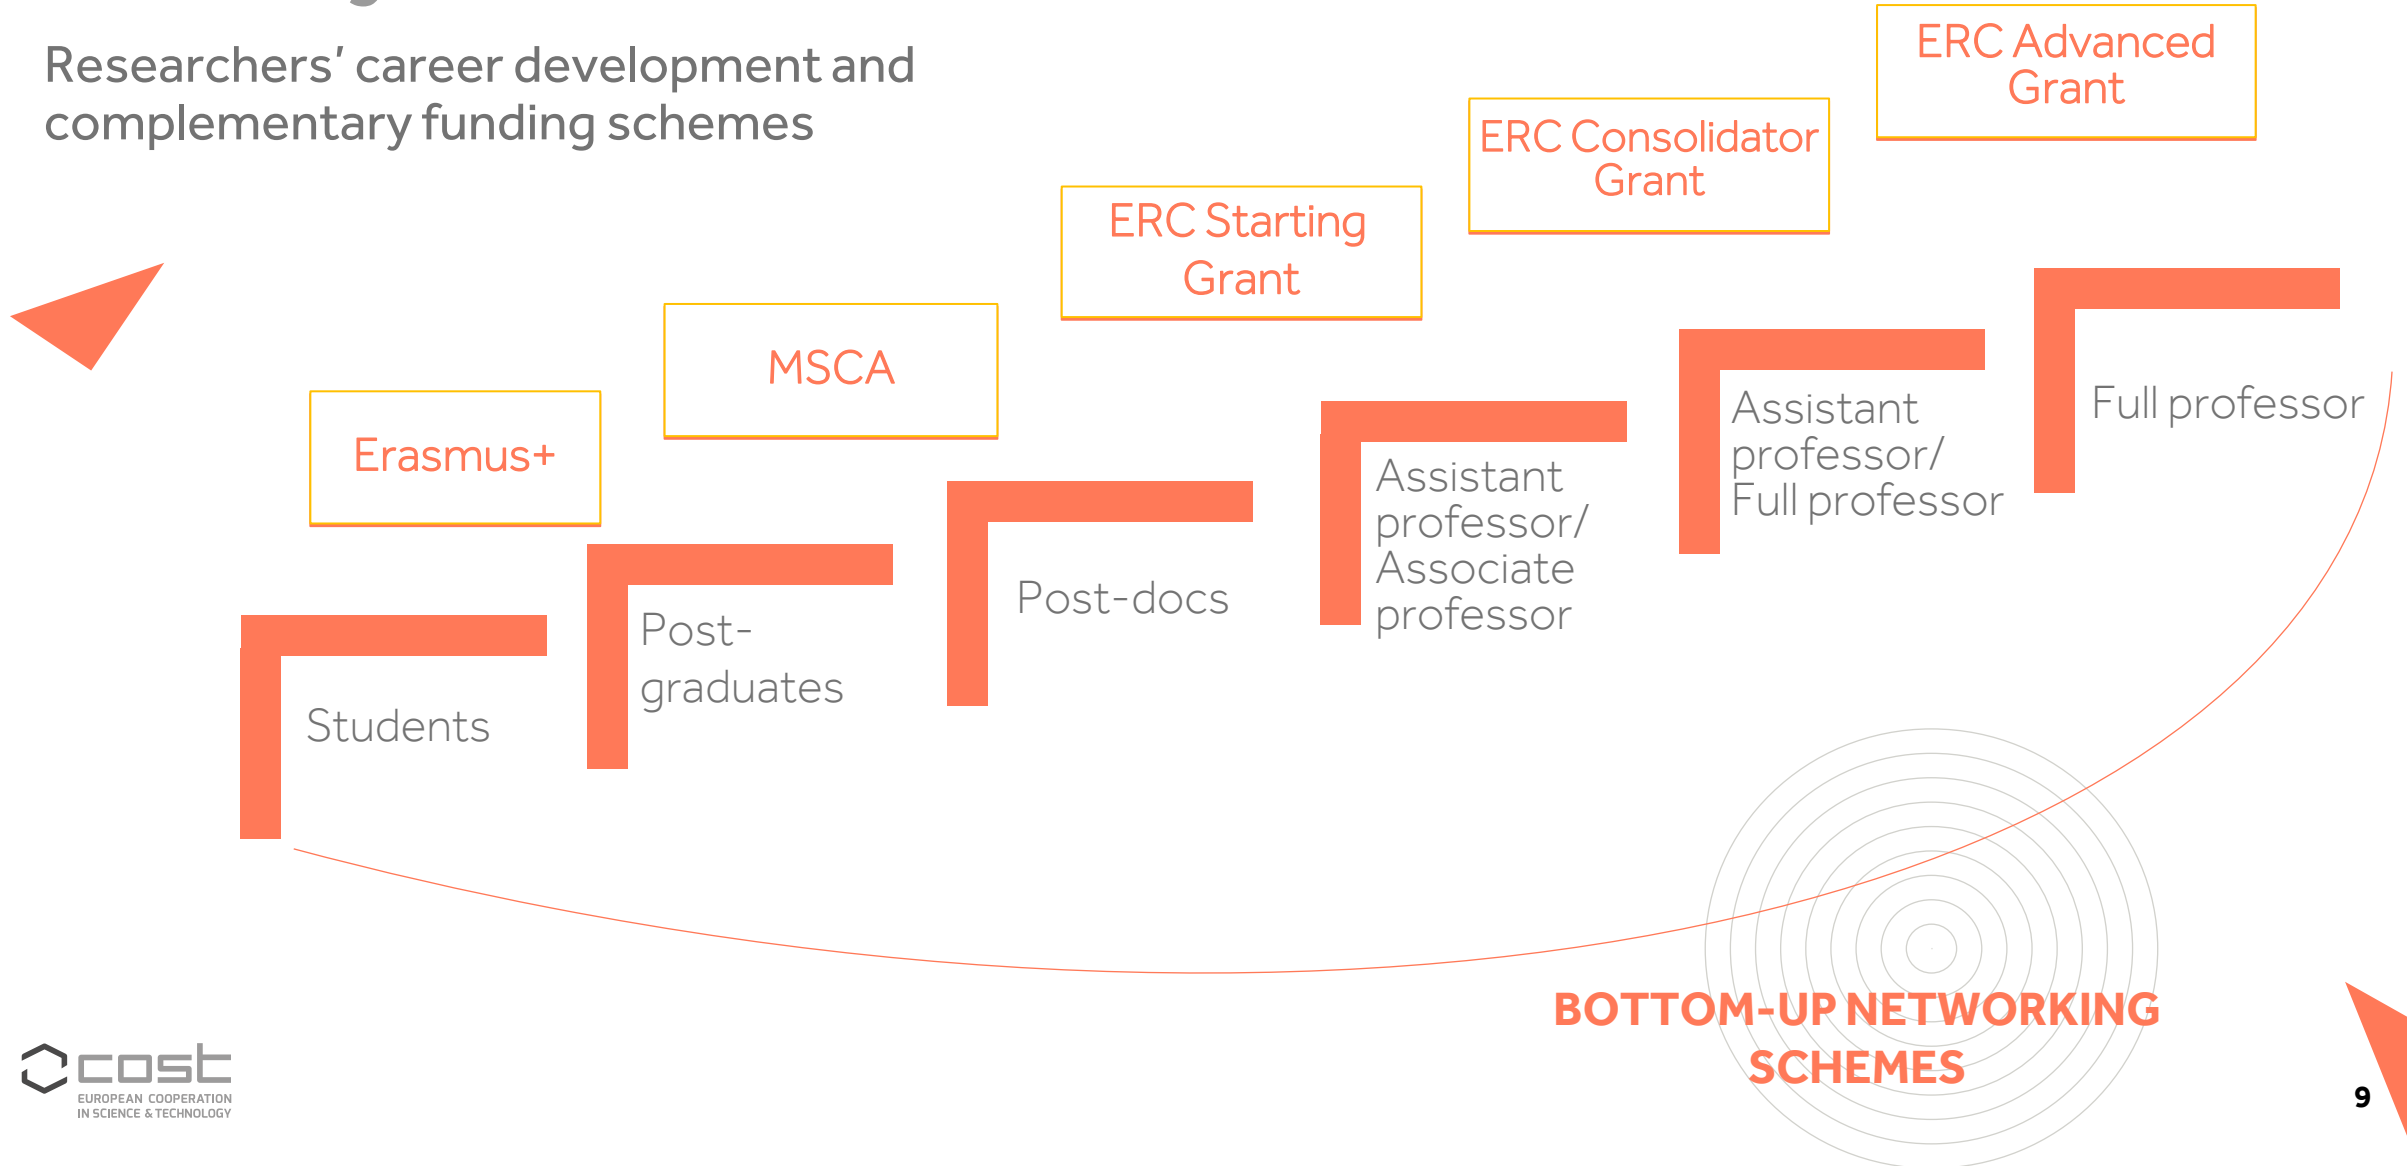 Researchers’ career development and
complementary funding schemes
ERC Advanced
Grant
ERC Consolidator
Grant
ERC Starting
Grant
MSCA
Erasmus+
Students
Post-
graduates
Post-docs
Assistant
professor/
Associate
professor
Assistant
professor/
Full professor
Full professor
BOTTOM-UP NETWORKING
SCHEMES
cost
EUROPEAN COOPERATION
IN SCIENCE & TECHNOLOGY
9